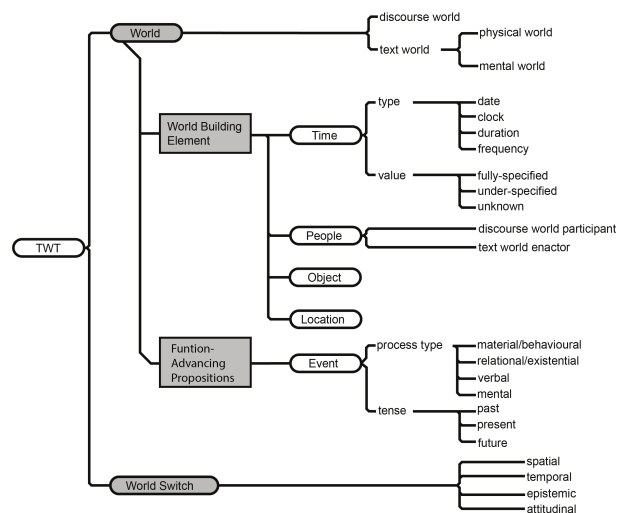 discourse world
World
physical world
text world
mental world
type
date
clock
World Building
Element
Time
duration
frequency
value
fully-specified
under-specified
unknown
discourse world participant
People
TWT
text world enactor
Object
Location
process type
material/behavioural
Funtion-
Advancing
Propositions
Event
relational/existential
verbal
mental
tense
past
present
future
spatial
temporal
World Switch
epistemic
attitudinal